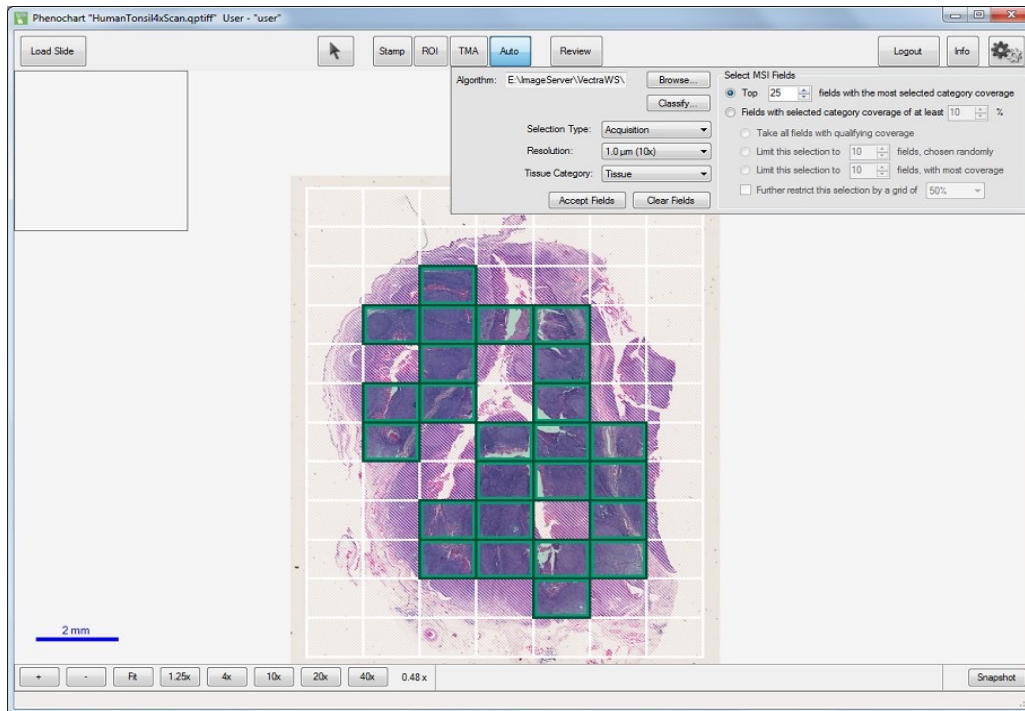 Phenochart "HumanTonsil4xScan.qptiff" User - "user"
Load Slide
Stamp
ROI
TMA
Auto
Review
Logout
Info
Algorithm: E:\ImageServer\VectraWS\
Browse...
Classify...
Selection Type: Acquisition
Resolution: 1.0 µm (10x)
Tissue Category: Tissue
Accept Fields
Clear Fields
Select MSI Fields
Top 25 fields with the most selected category coverage
Fields with selected category coverage of at least 10 %
Take all fields with qualifying coverage
Limit this selection to 10 fields, chosen randomly
Limit this selection to 10 fields, with most coverage
Further restrict this selection by a grid of 50%
2 mm
+
-
Fit
1.25x
4x
10x
20x
40x
0.48 x
Snapshot